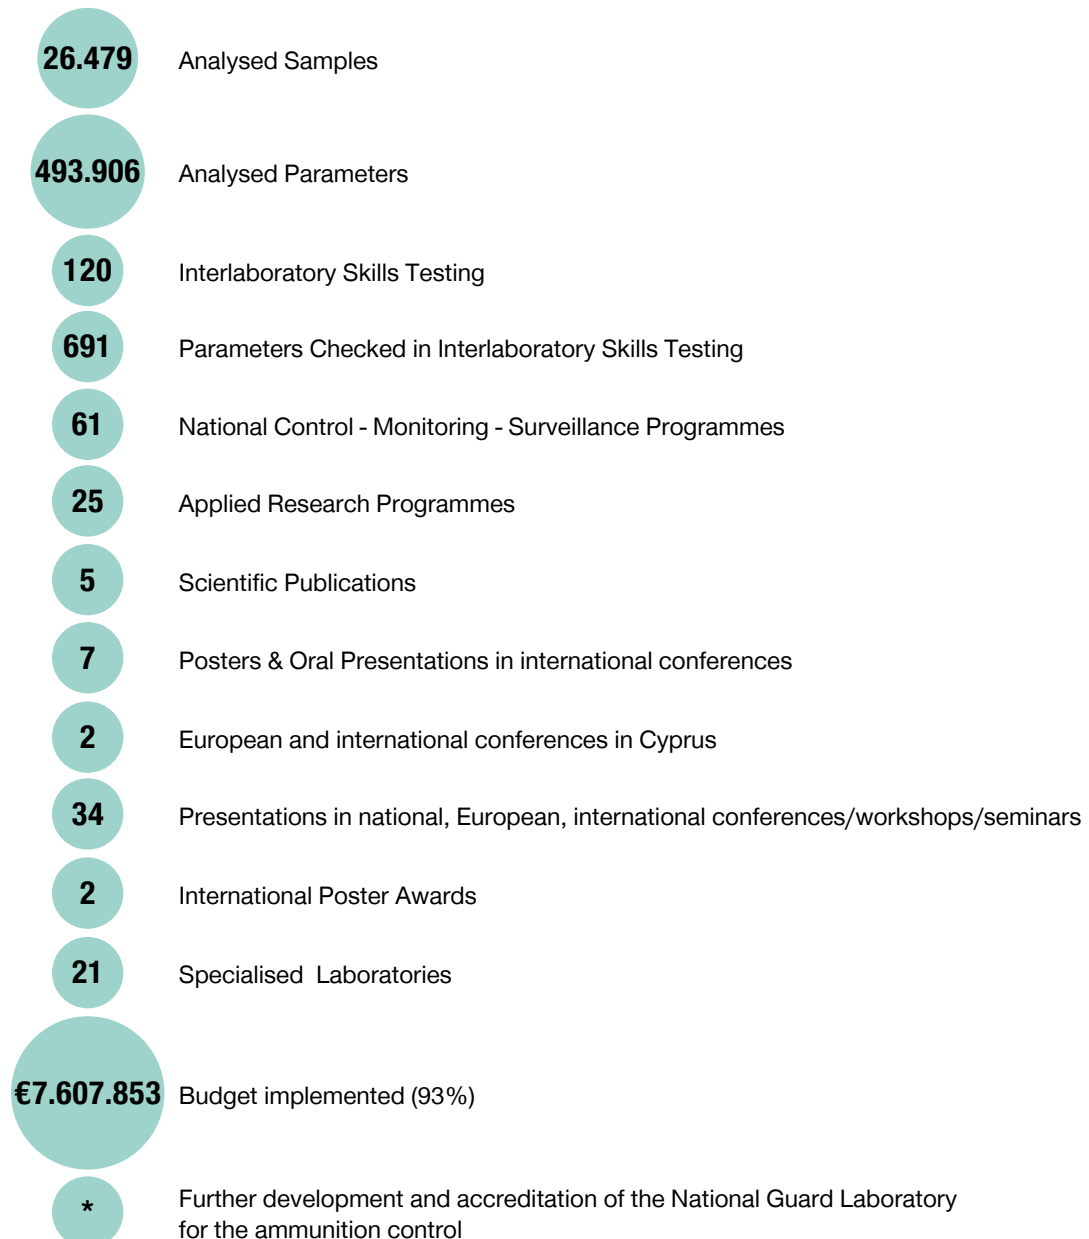 26.479 Analysed Samples
493.906 Analysed Parameters
120 Interlaboratory Skills Testing
691 Parameters Checked in Interlaboratory Skills Testing
61 National Control - Monitoring - Surveillance Programmes
25 Applied Research Programmes
5 Scientific Publications
7 Posters & Oral Presentations in international conferences
2 European and international conferences in Cyprus
34 Presentations in national, European, international conferences/workshops/seminars
2 International Poster Awards
21 Specialised Laboratories
€7.607.853 Budget implemented (93%)
* Further development and accreditation of the National Guard Laboratory
for the ammunition control